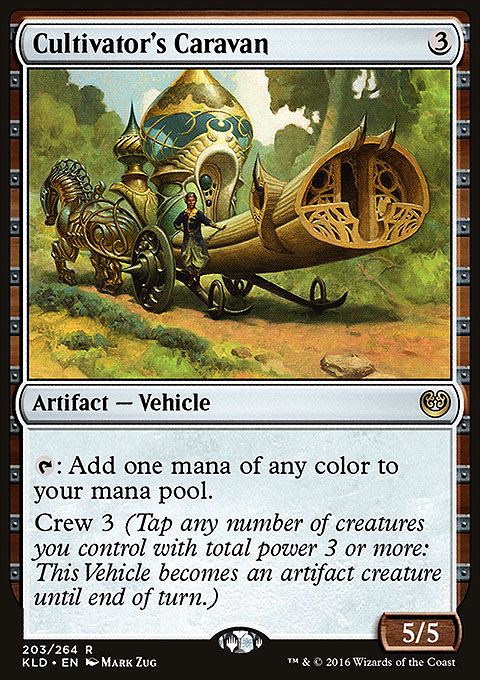 Cultivator's Caravan 3
Artifact — Vehicle
: Add one mana of any color to
your mana pool.
Crew 3 (Tap any number of creatures
you control with total power 3 or more:
This Vehicle becomes an artifact creature
until end of turn.)
5/5
203/264 R
KLD • EN Mark Zug
™ & © 2016 Wizards of the Coast